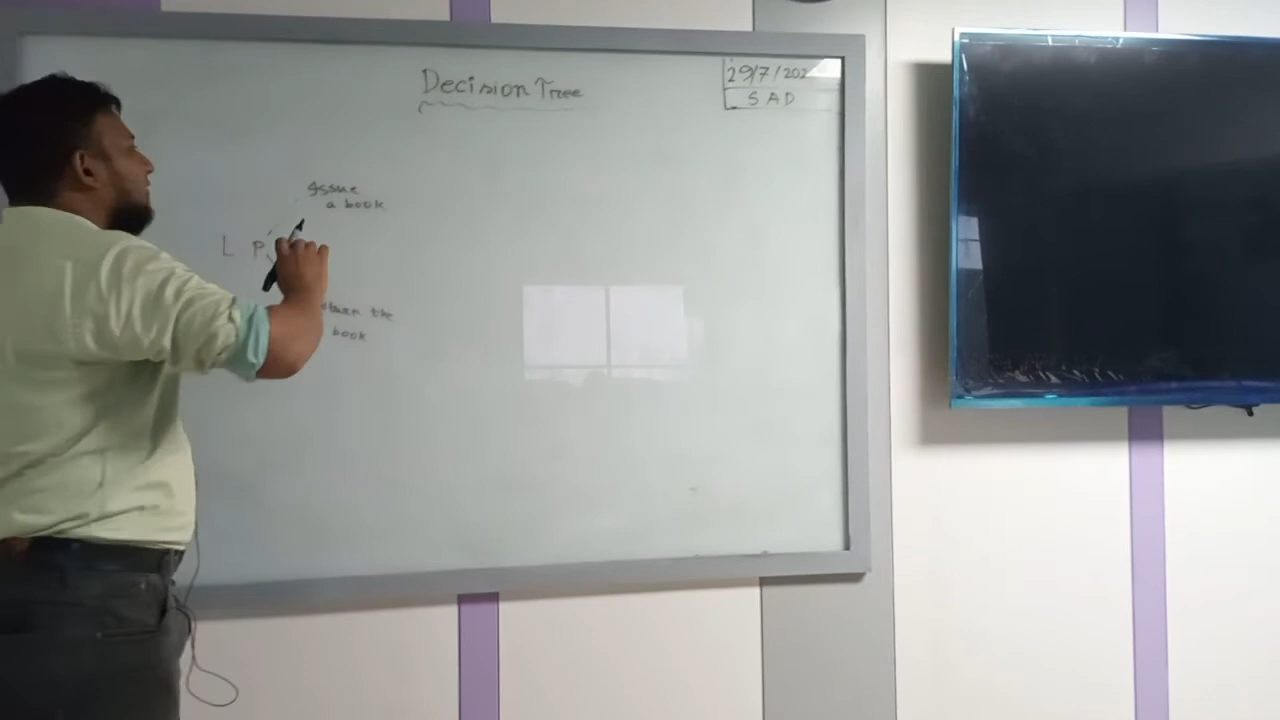 Decision Tree
29/7/202
SAD
Issue
a book
L P
the
book